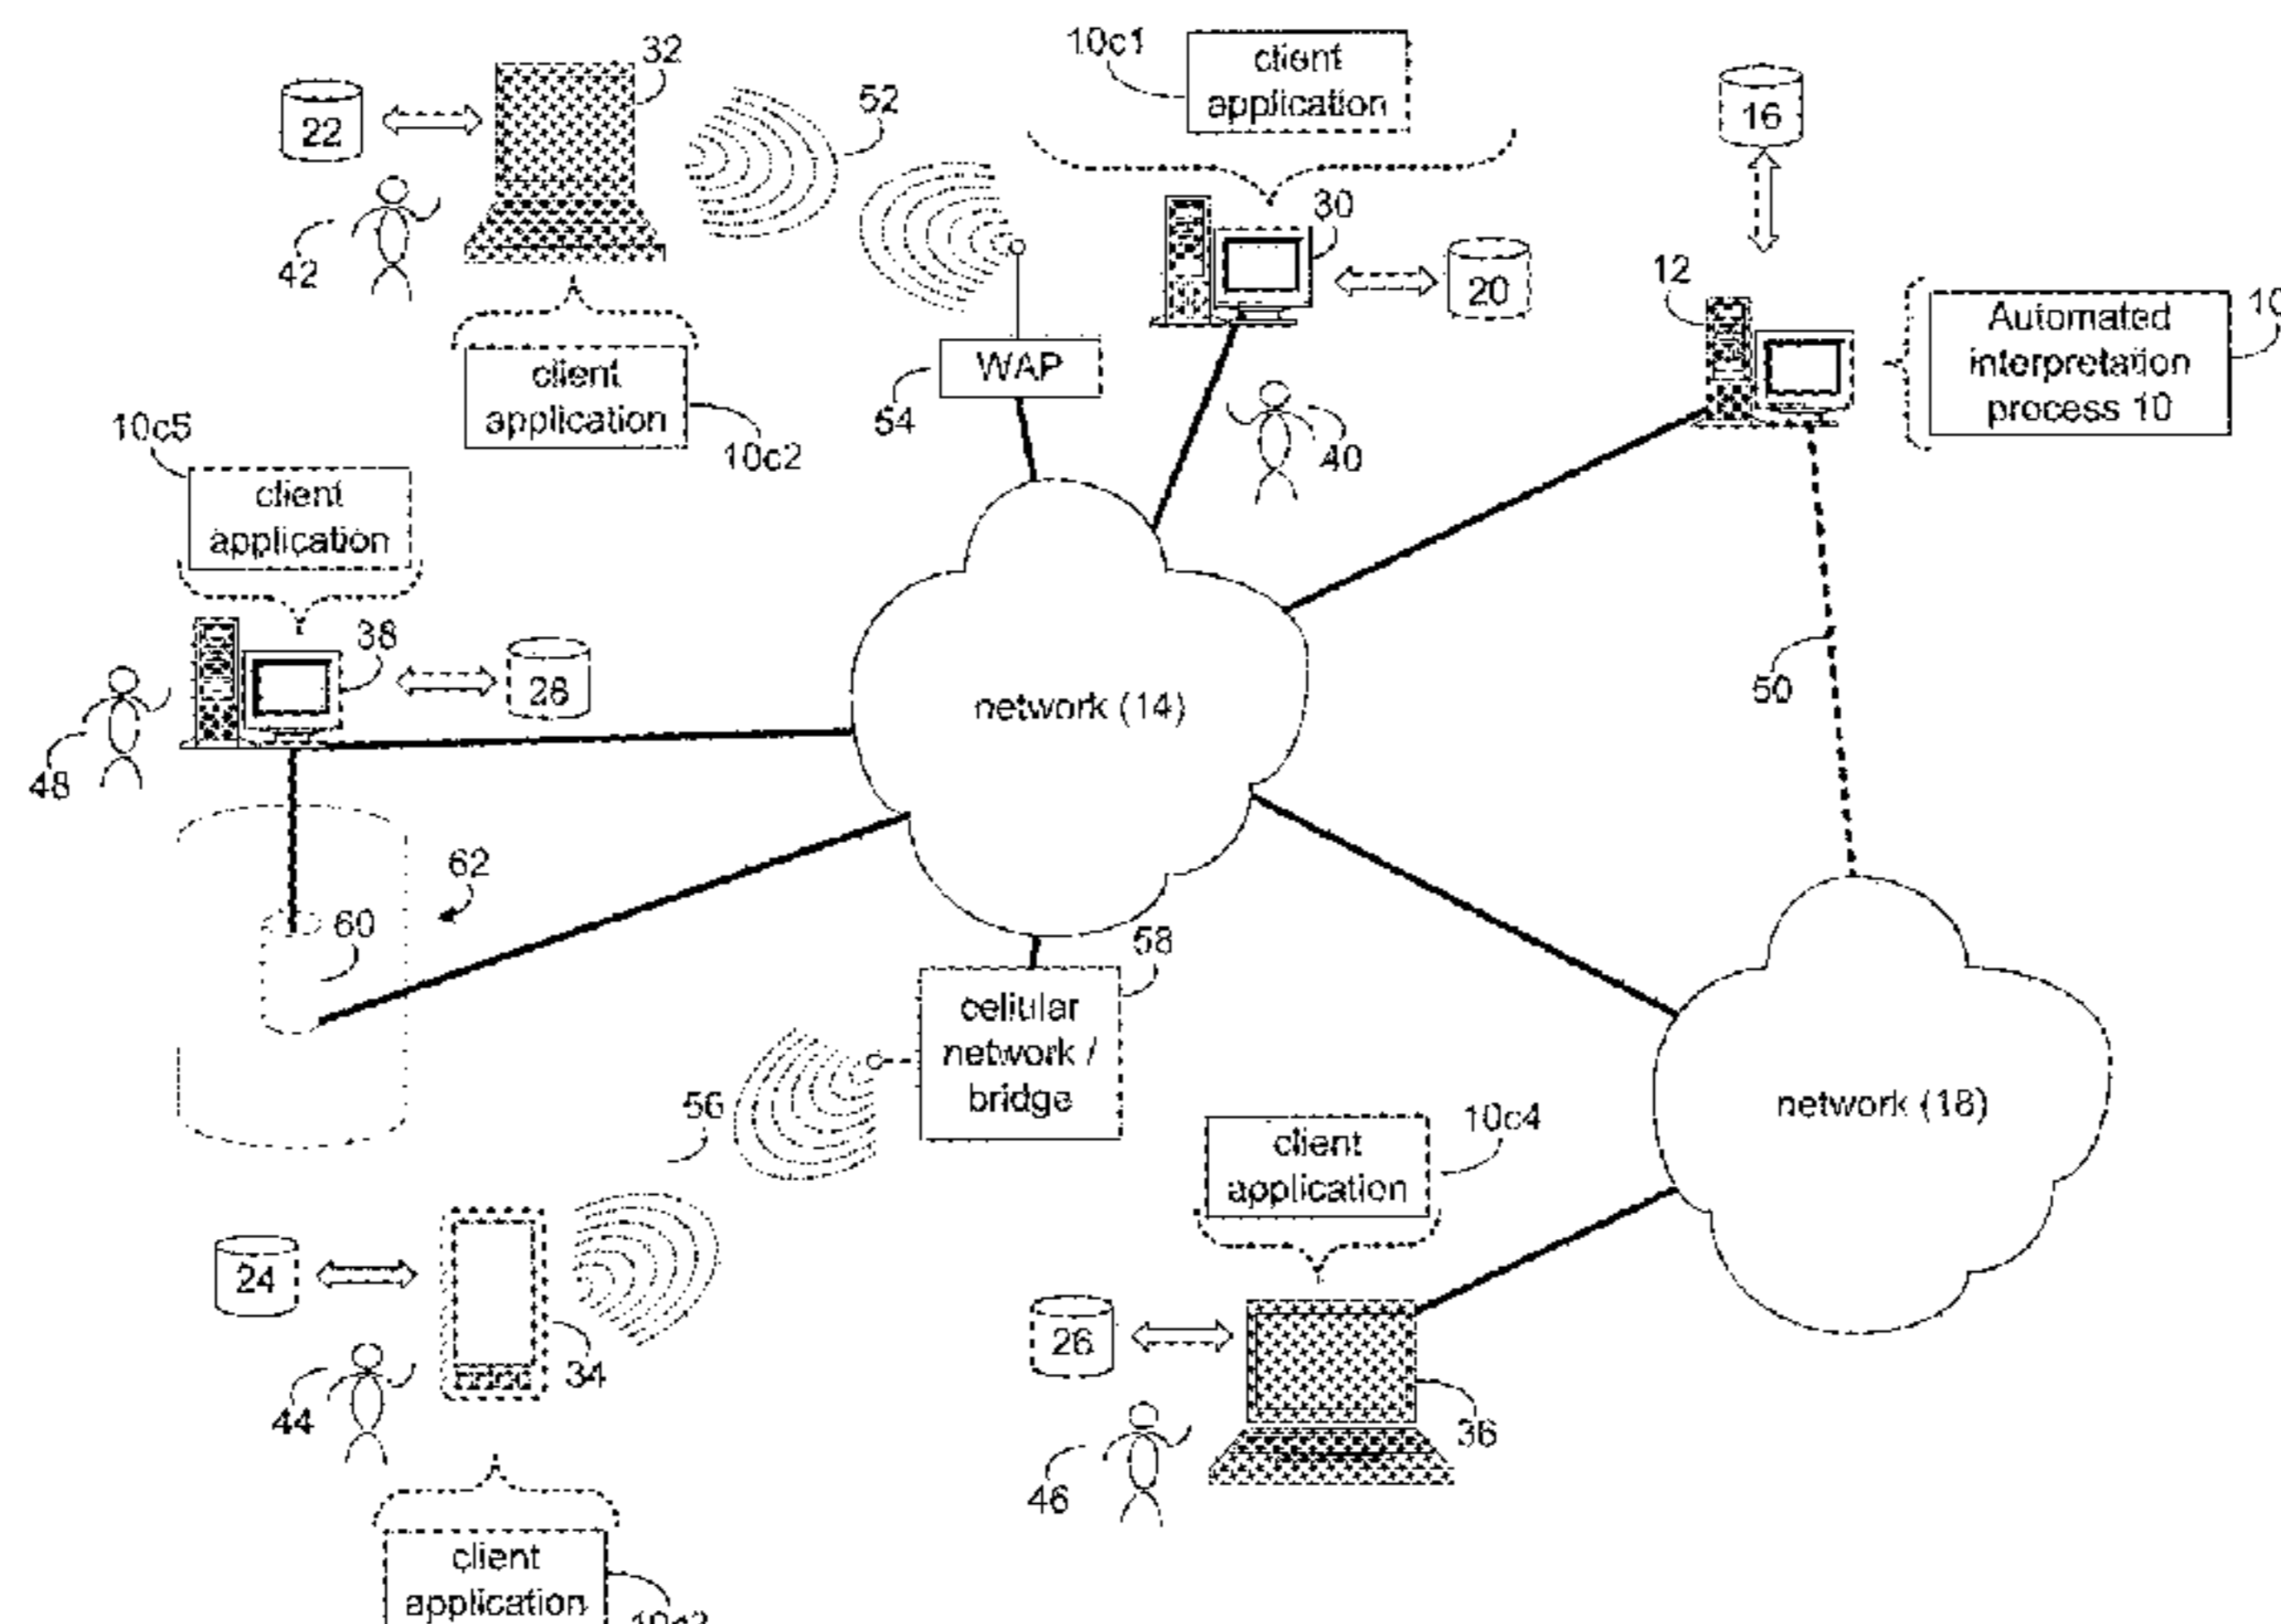 32
10c1
client
application
22
52
16
42
30
20
12
Automated
interpretation
process 10
client
application
10c2
WAP
54
40
10c5
client
application
38
28
48
network (14)
50
62
60
58
cellular
network /
bridge
56
10c4
client
application
network (18)
24
34
44
26
36
46
client
application